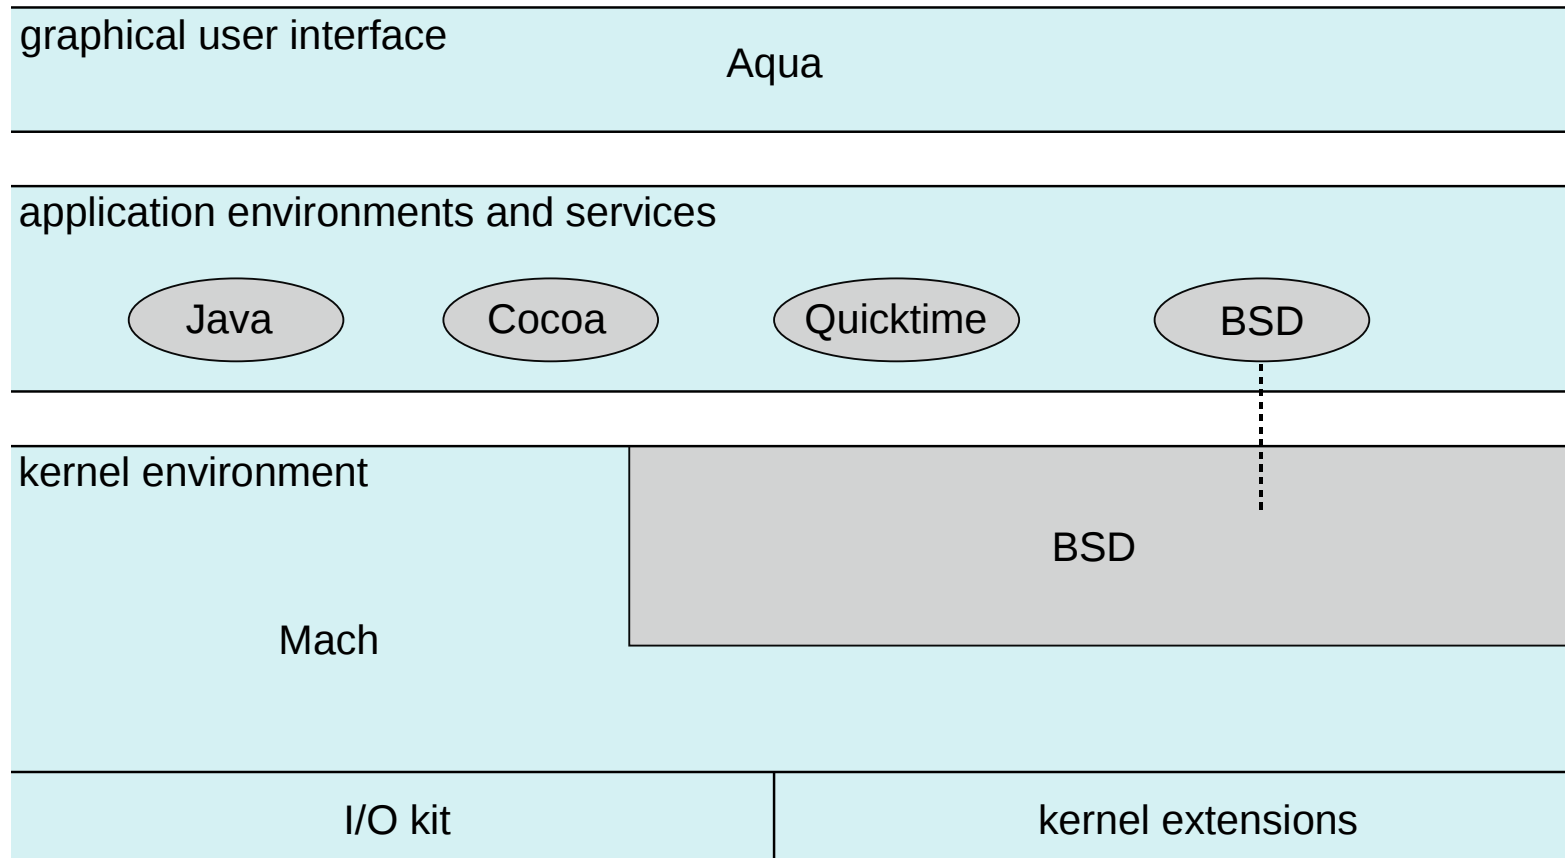 graphical user interface
Aqua
application environments and services
Java
Cocoa
Quicktime
BSD
kernel environment
BSD
Mach
I/O kit
kernel extensions